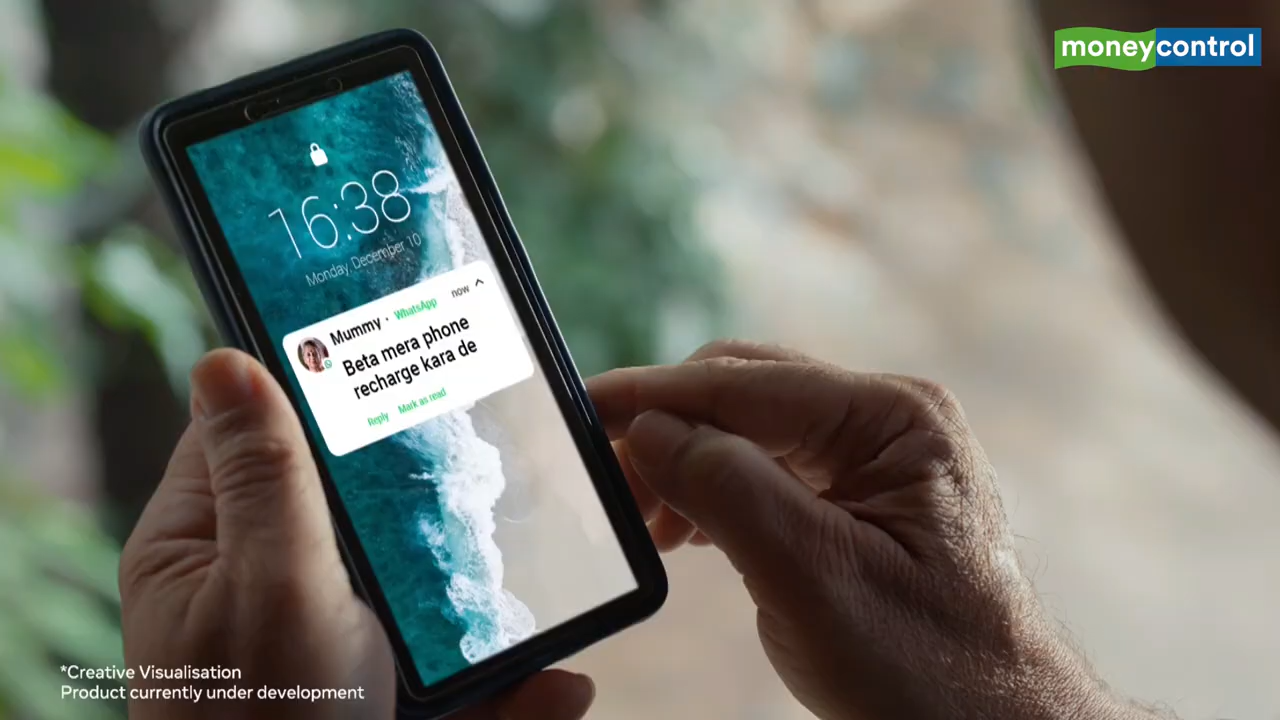 moneycontrol
16:38
Monday, December 10
Mummy · WhatsApp now
Beta mera phone
recharge kara de
Reply Mark as read
*Creative Visualisation
Product currently under development